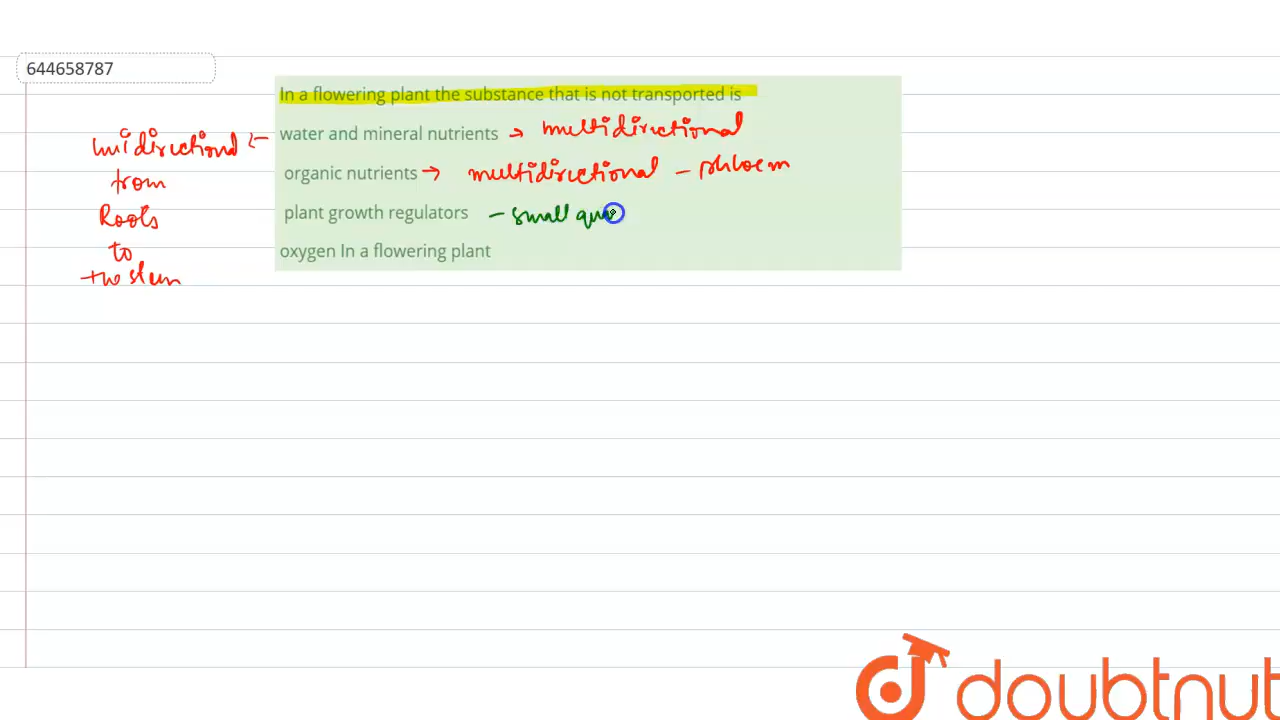 644658787
In a flowering plant the substance that is not transported is
water and mineral nutrients → multidirectional
unidirectional ←
from
Roots
to
the stem
organic nutrients → multidirectional - phloem
plant growth regulators - small qua
oxygen In a flowering plant
doubtnut